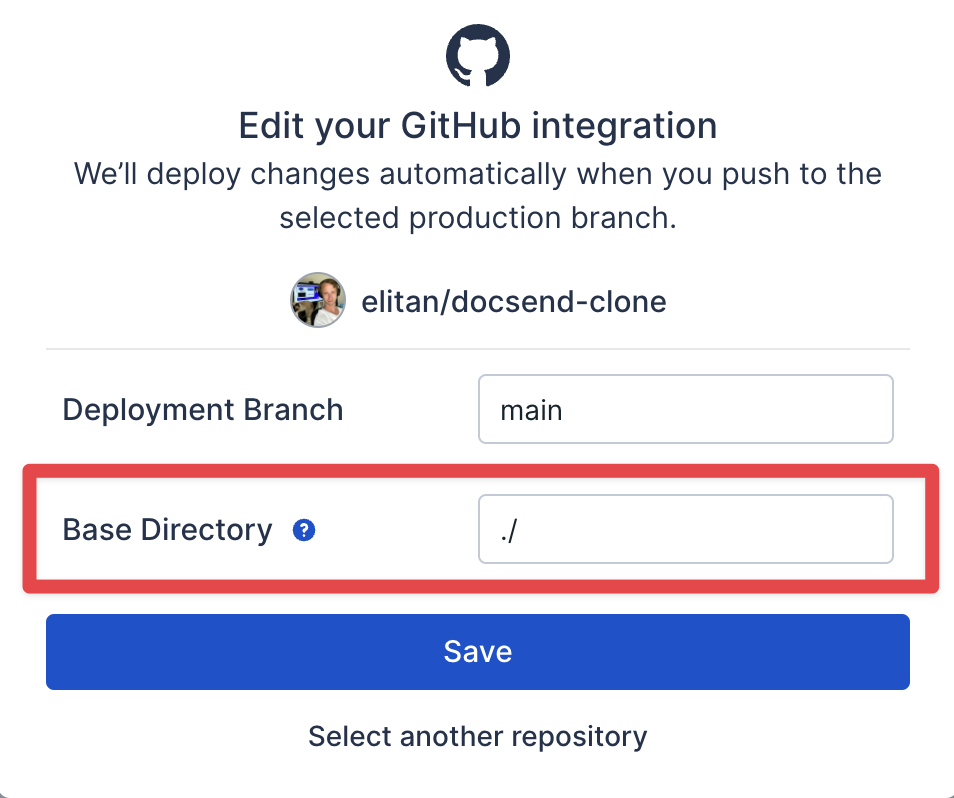 Edit your GitHub integration
We’ll deploy changes automatically when you push to the
selected production branch.
elitan/docsend-clone
Deployment Branch
main
Base Directory ?
./
Save
Select another repository